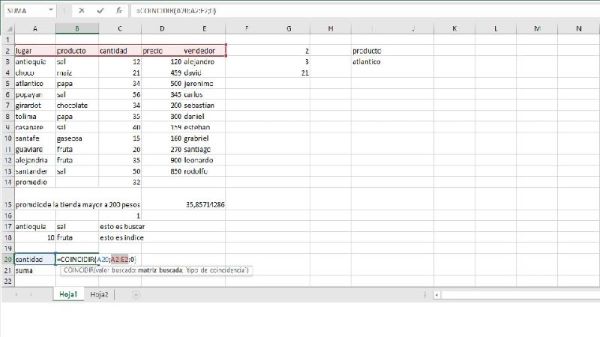 SUMA =COINCIDIR(A20;A2:E2;0)
A B C D E F G H I J K L M N
1
2 lugar producto cantidad precio vendedor 2 producto
3 antioquia sal 12 120 alejandro 3 atlantico
4 choco maiz 21 459 david 21
5 atlantico papa 34 500 jeronimo
6 popayan sal 56 345 carlos
7 girardot chocolate 34 200 sebastian
8 tolima papa 35 300 daniel
9 casanare sal 40 159 esteban
10 santafe gaseosa 15 160 grabriel
11 guaviare fruta 20 270 santiago
12 alejandria fruta 35 900 leonardo
13 santander sal 50 850 rodolfo
14 promedio 32
15 promdio de la tienda mayor a 200 pesos 35,85714286
16 1
17 antioquia sal esto es buscar
18 10 fruta esto es indice
19
20 cantidad =COINCIDIR(A20;A2:E2;0)
21 suma COINCIDIR(valor_buscado; matriz_buscada; [tipo de coincidencia])
22
Hoja1 Hoja2